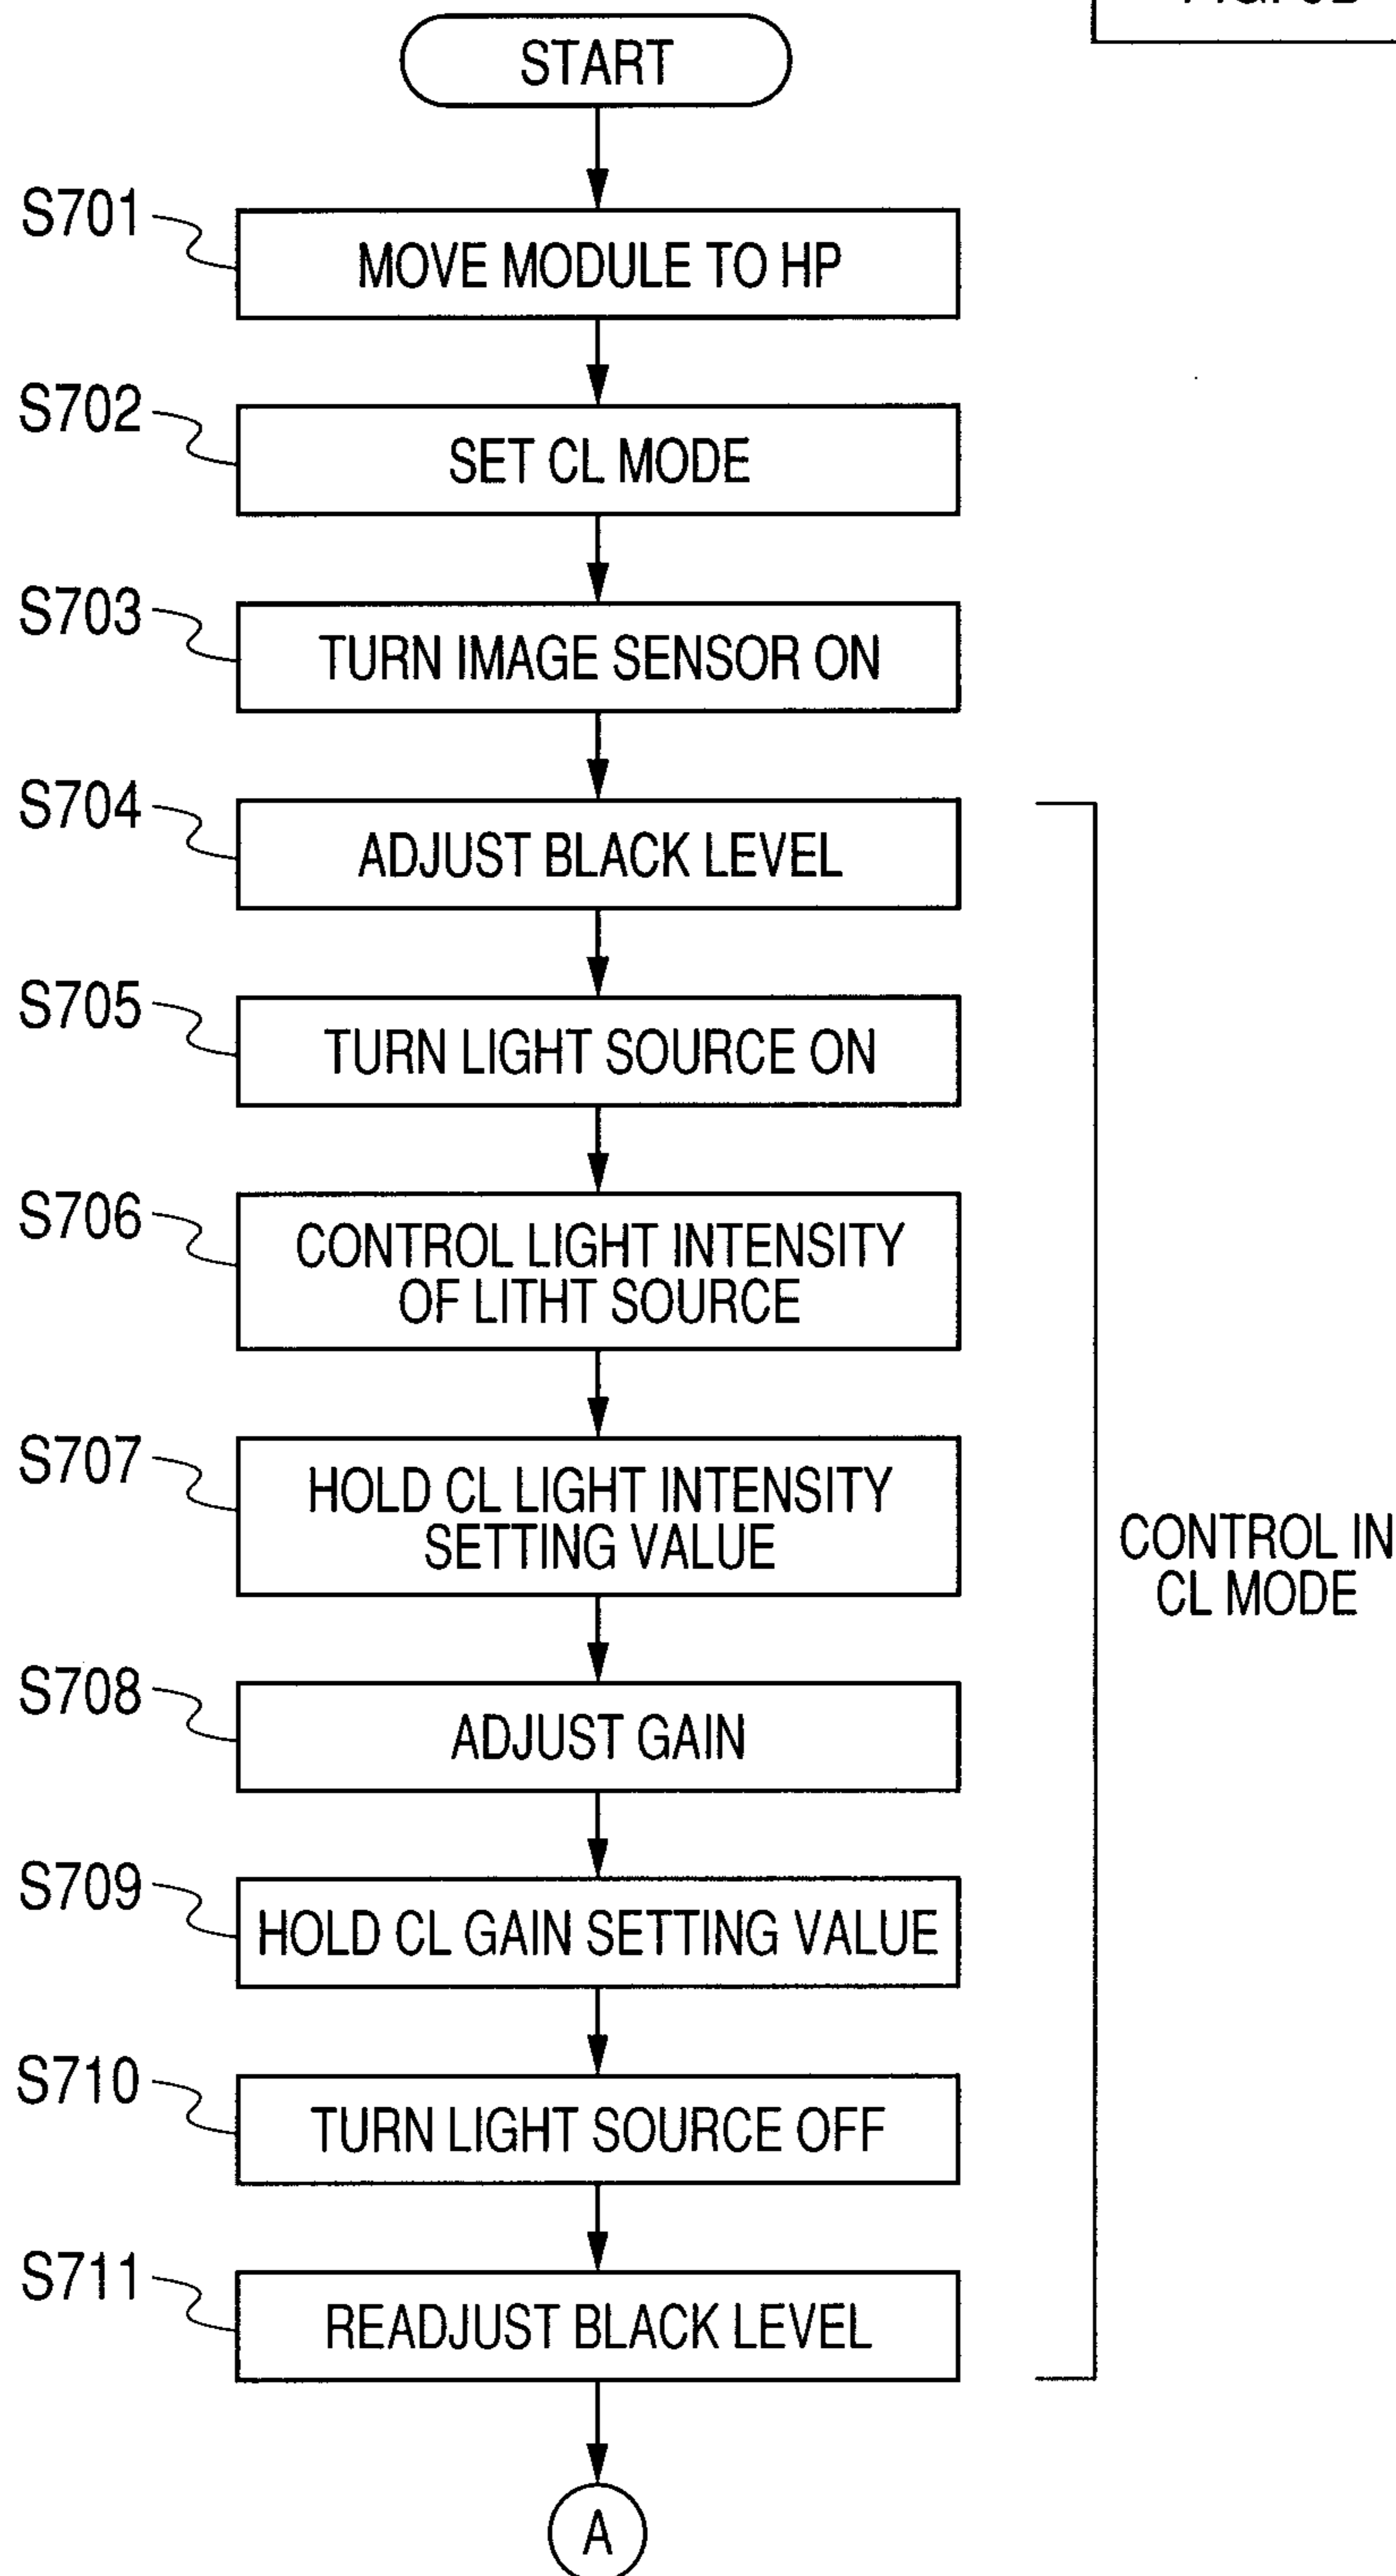 START
S701
MOVE MODULE TO HP
S702
SET CL MODE
S703
TURN IMAGE SENSOR ON
S704
ADJUST BLACK LEVEL
S705
TURN LIGHT SOURCE ON
S706
CONTROL LIGHT INTENSITY
OF LITHT SOURCE
S707
HOLD CL LIGHT INTENSITY
SETTING VALUE
CONTROL IN
CL MODE
S708
ADJUST GAIN
S709
HOLD CL GAIN SETTING VALUE
S710
TURN LIGHT SOURCE OFF
S711
READJUST BLACK LEVEL
A